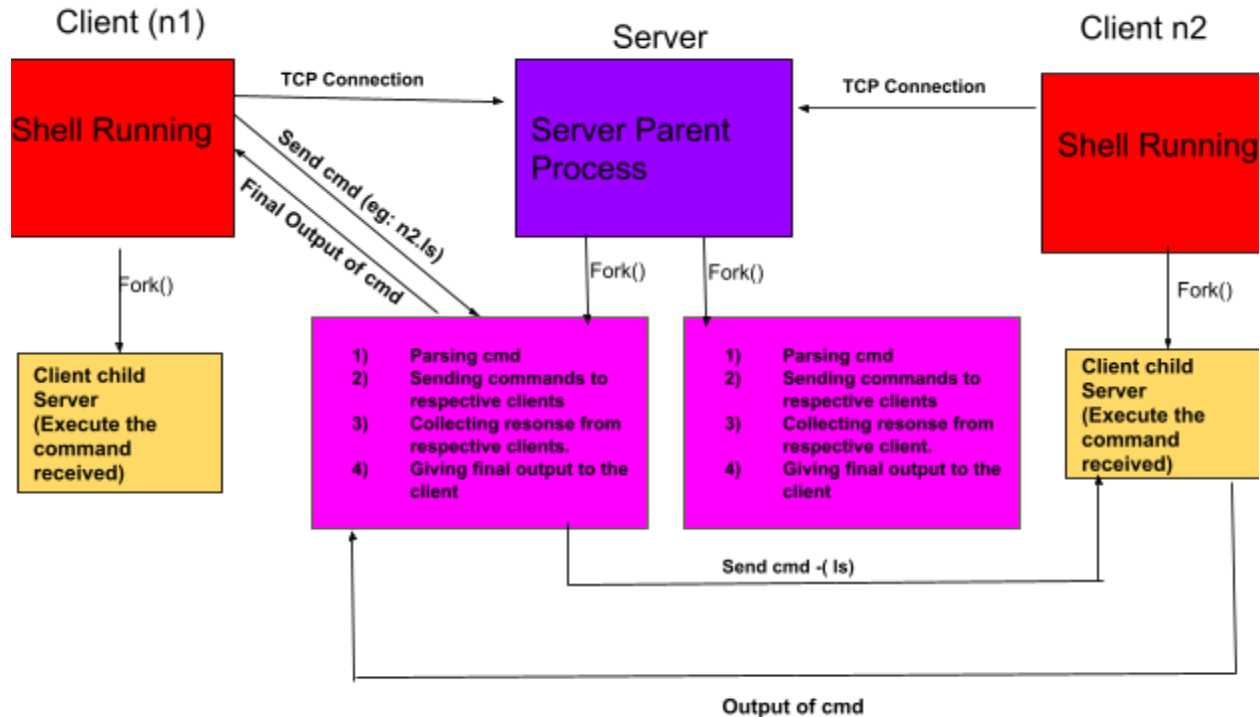 Client (n1)
Server
Client n2
TCP Connection
TCP Connection
Shell Running
Server Parent
Process
Shell Running
Send cmd (eg: n2.ls)
Final Output of cmd
Fork()
Fork()
Fork()
Fork()
Client child
Server
(Execute the
command
received)
1) Parsing cmd
2) Sending commands to
respective clients
3) Collecting resonse from
respective clients.
4) Giving final output to the
client
1) Parsing cmd
2) Sending commands to
respective clients
3) Collecting resonse from
respective client.
4) Giving final output to the
client
Client child
Server
(Execute the
command
received)
Send cmd -( ls)
Output of cmd